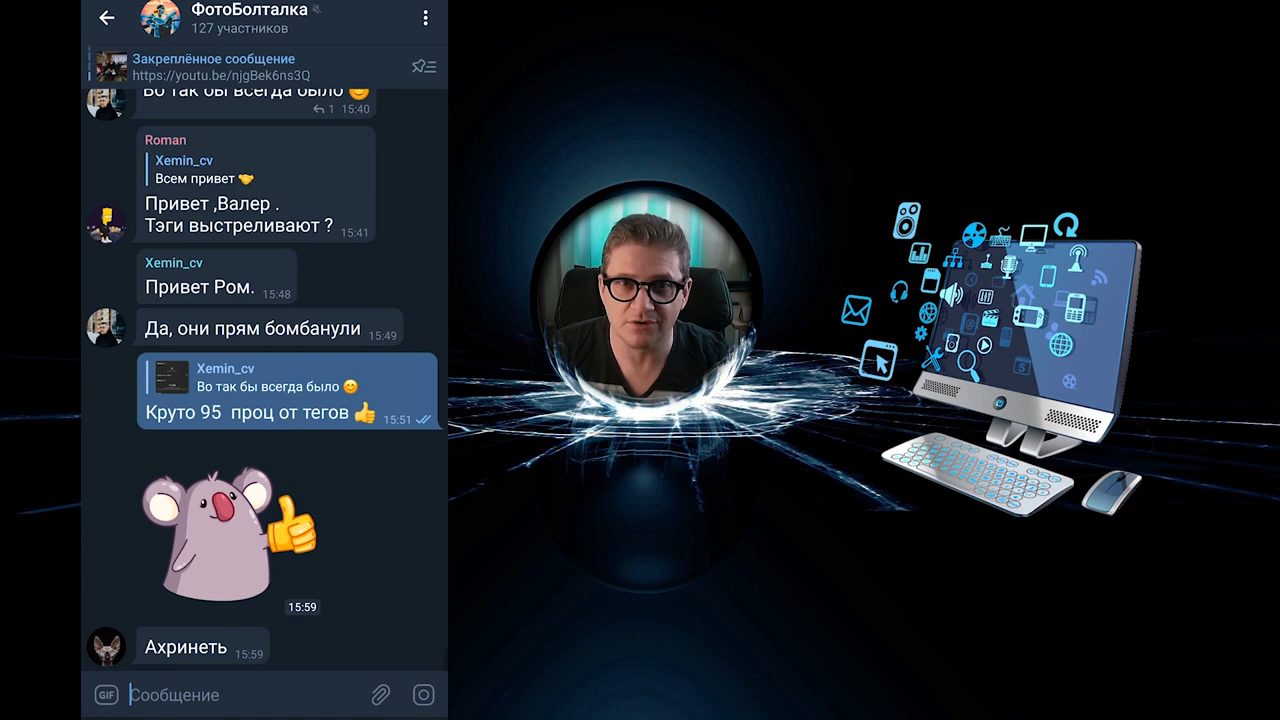 ФотоБолталка
127 участников
Закреплённое сообщение
https://youtu.be/njgBek6ns3Q
Во так бы всегда было 😊
1 15:40
Roman
Xemin_cv
Всем привет 🤝
Привет ,Валер .
Тэги выстреливают ? 15:41
Xemin_cv
Привет Ром. 15:48
Да, они прям бомбанули 15:49
Xemin_cv
Во так бы всегда было 😊
Круто 95 проц от тегов 👍 15:51
15:59
Ахринеть 15:59
GIF Сообщение
5